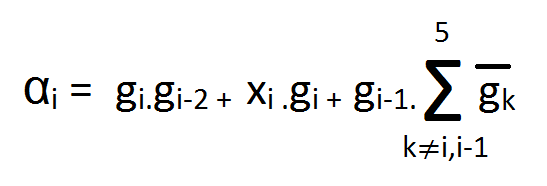 5
αi = gi.gi-2 + xi .gi + gi-1. ∑ g̅k
k≠i,i-1